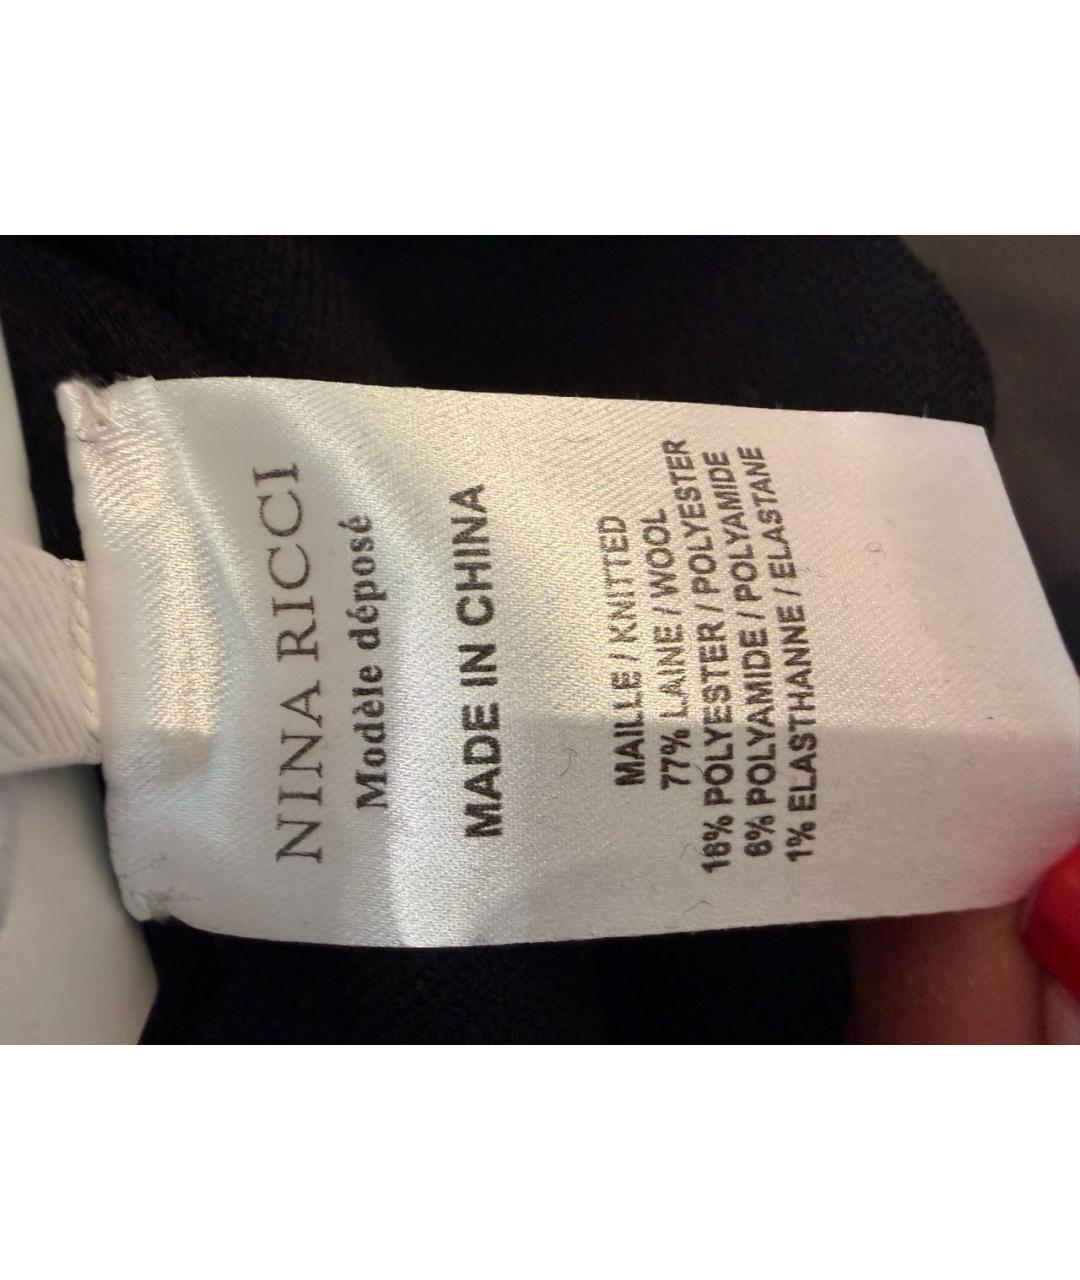 NINA RICCI
Modèle déposé
MADE IN CHINA
MAILLE / KNITTED
77% LAINE / WOOL
16% POLYESTER / POLYESTER
6% POLYAMIDE / POLYAMIDE
1% ELASTHANNE / ELASTANE